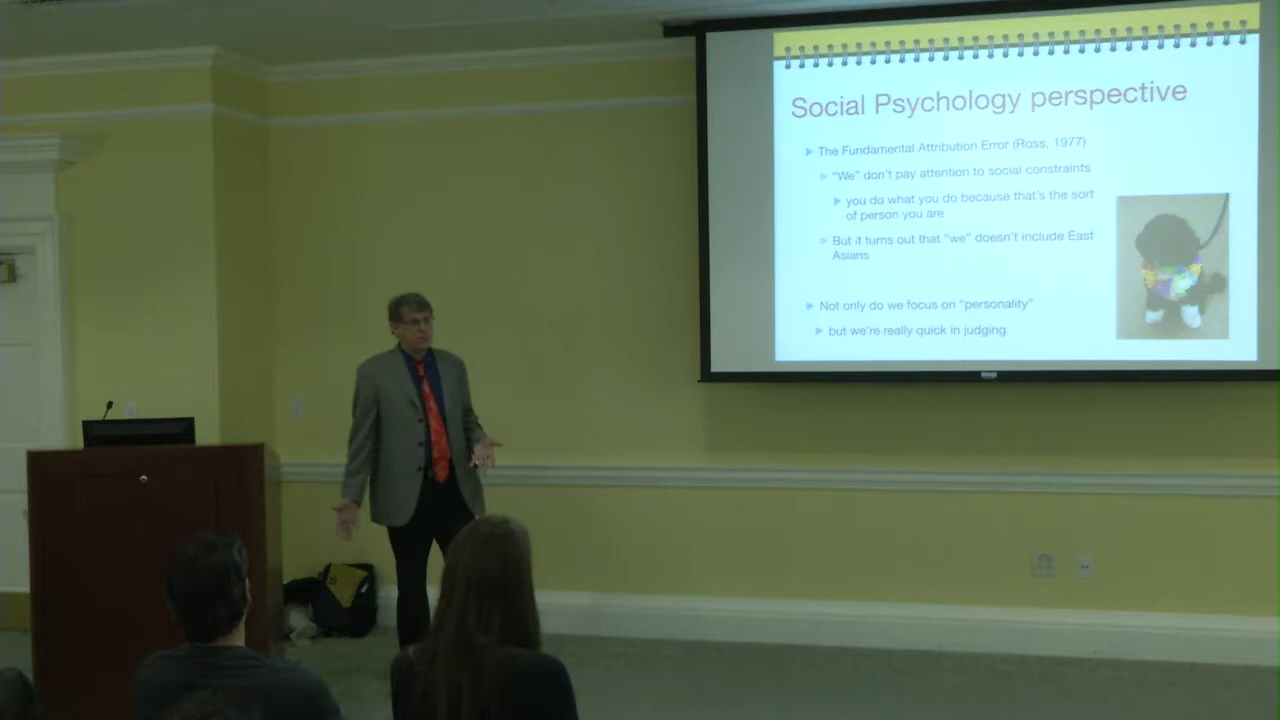 Social Psychology perspective
The Fundamental Attribution Error (Ross, 1977)
“We” don’t pay attention to social constraints
you do what you do because that’s the sort
of person you are
But it turns out that “we” doesn’t include East
Asians
Not only do we focus on “personality”
but we’re really quick in judging